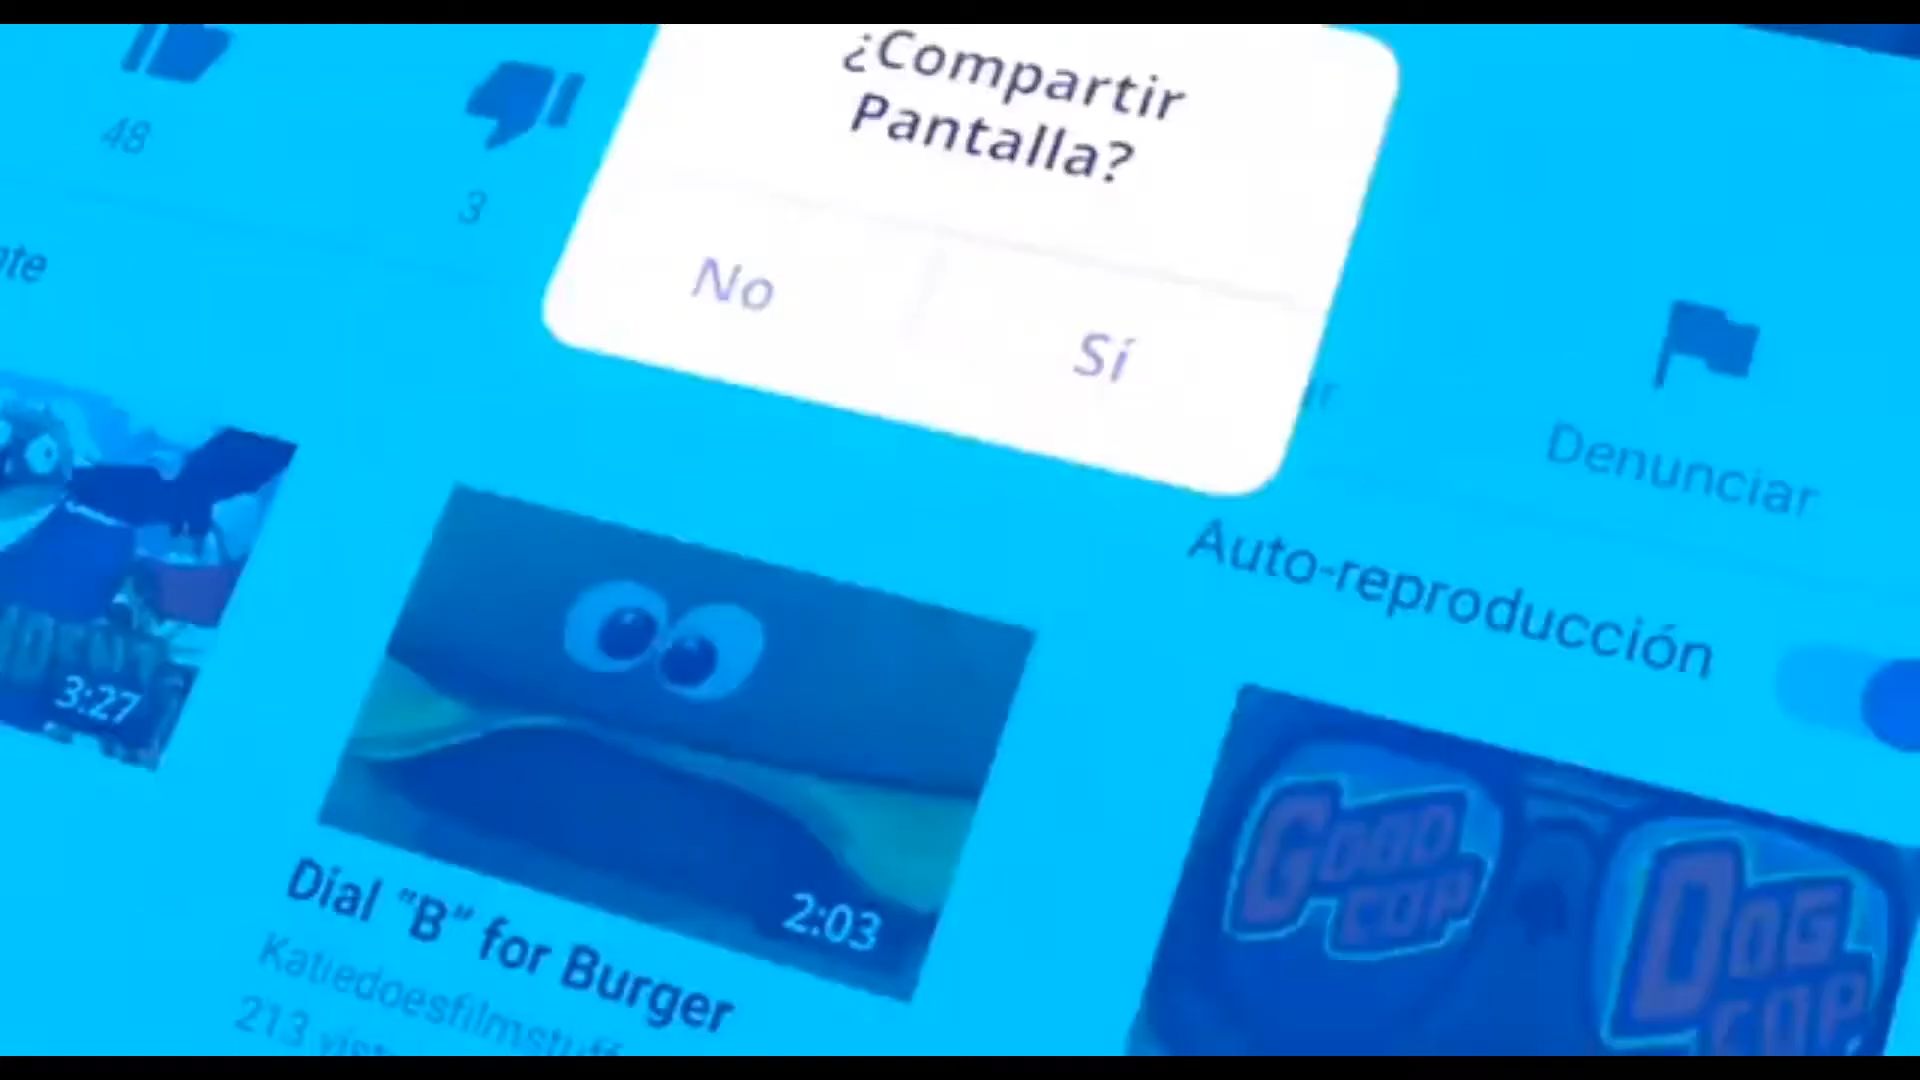 ¿Compartir
Pantalla?
48
3
No
Sí
Denunciar
Auto-reproducción
3:27
2:03
GOOD
COP
DOG
COP
Dial "B" for Burger
Katiedoesfilmstuff
213